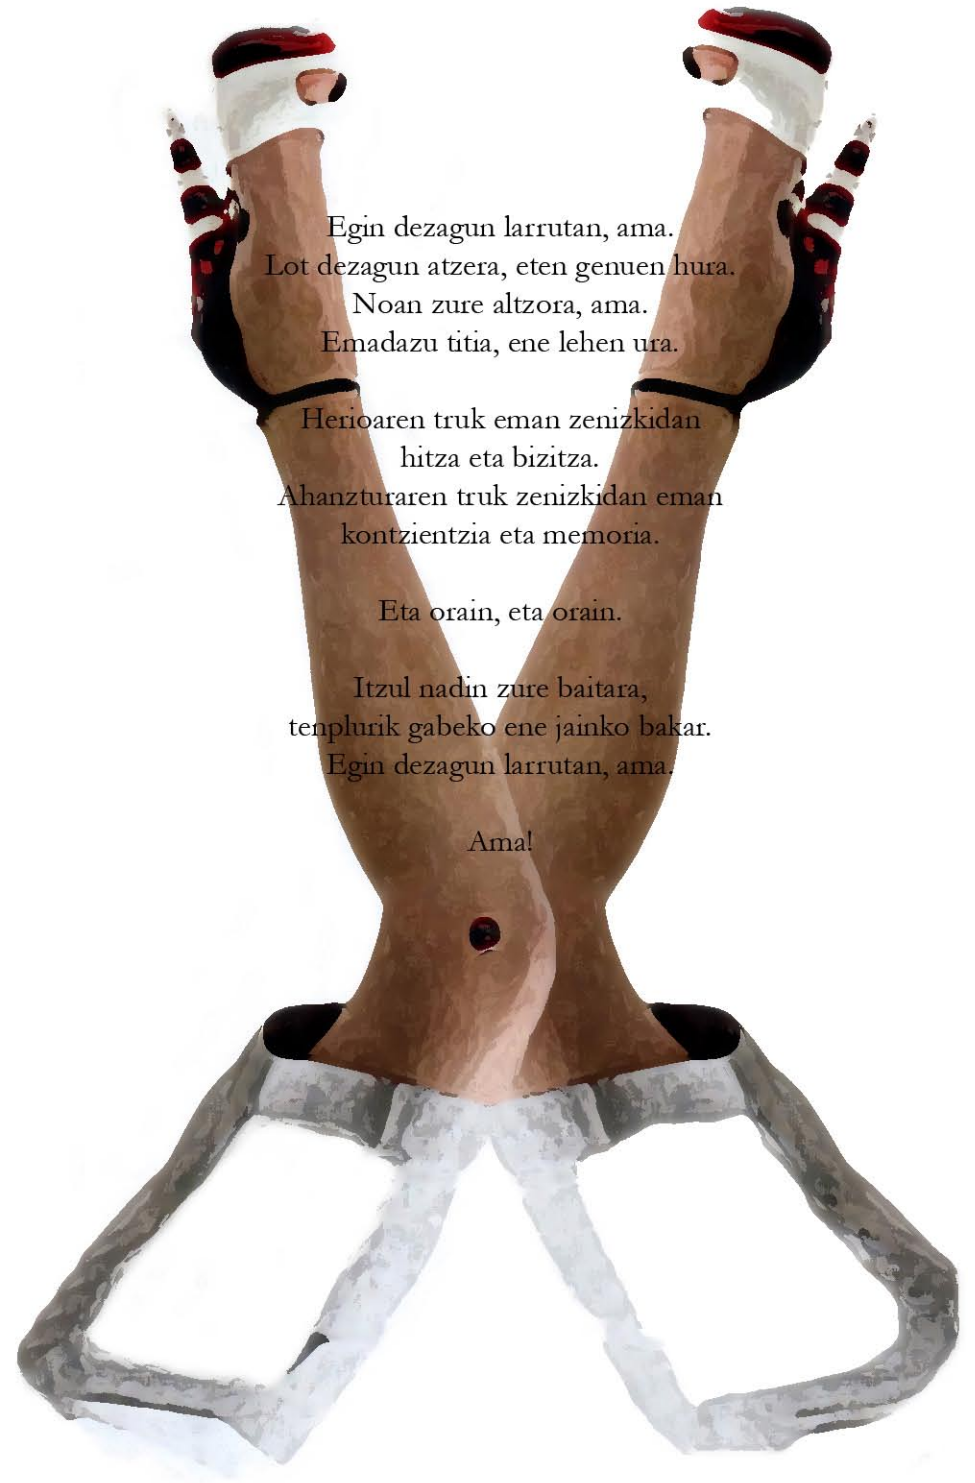 Egin dezagun larrutan, ama.
Lot dezagun atzera, eten genuen hura.
Noan zure altzora, ama.
Emadazu titia, ene lehen ura.
Herioaren truk eman zenizkidan
hitza eta bizitza.
Ahanzturaren truk zenizkidan eman
kontzientzia eta memoria.
Eta orain, eta orain.
Itzul nadin zure baitara,
tenplurik gabeko ene jainko bakar.
Egin dezagun larrutan, ama.
Ama!